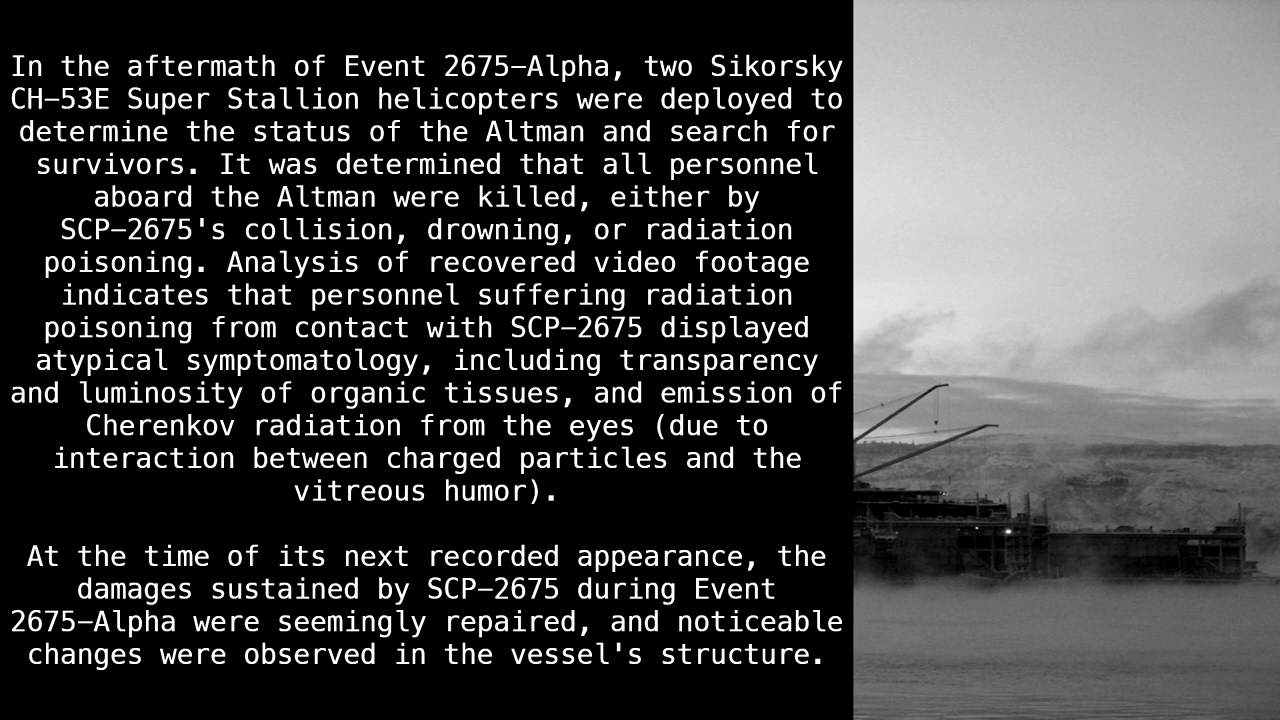 In the aftermath of Event 2675–Alpha, two Sikorsky
CH–53E Super Stallion helicopters were deployed to
determine the status of the Altman and search for
survivors. It was determined that all personnel
aboard the Altman were killed, either by
SCP–2675's collision, drowning, or radiation
poisoning. Analysis of recovered video footage
indicates that personnel suffering radiation
poisoning from contact with SCP–2675 displayed
atypical symptomatology, including transparency
and luminosity of organic tissues, and emission of
Cherenkov radiation from the eyes (due to
interaction between charged particles and the
vitreous humor).
At the time of its next recorded appearance, the
damages sustained by SCP–2675 during Event
2675–Alpha were seemingly repaired, and noticeable
changes were observed in the vessel's structure.